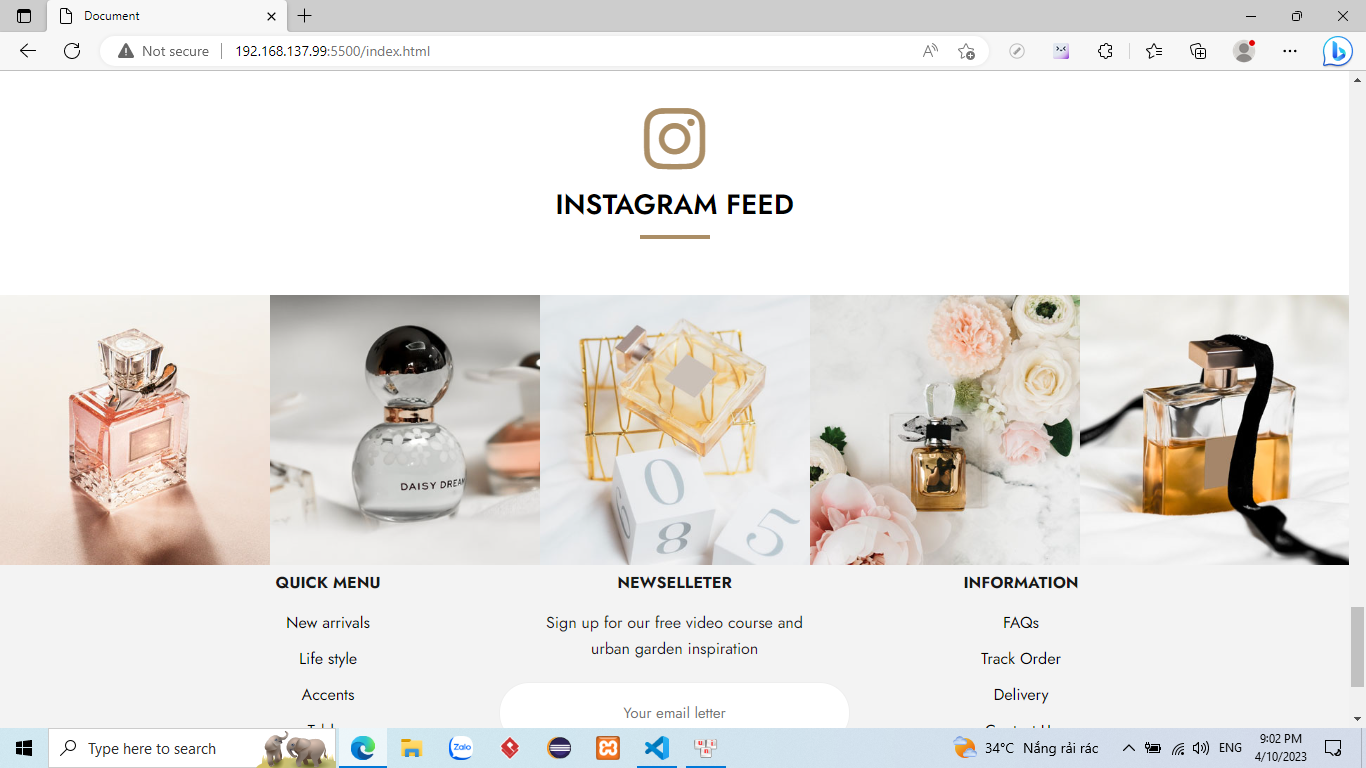 Document
Not secure
192.168.137.99:5500/index.html
INSTAGRAM FEED
DAISY DREAM
0
8
5
QUICK MENU
NEWSELLETER
INFORMATION
New arrivals
Sign up for our free video course and
urban garden inspiration
FAQs
Life style
Track Order
Accents
Delivery
Your email letter
Type here to search
Zalo
34°C Nắng rải rác
ENG
9:02 PM
4/10/2023